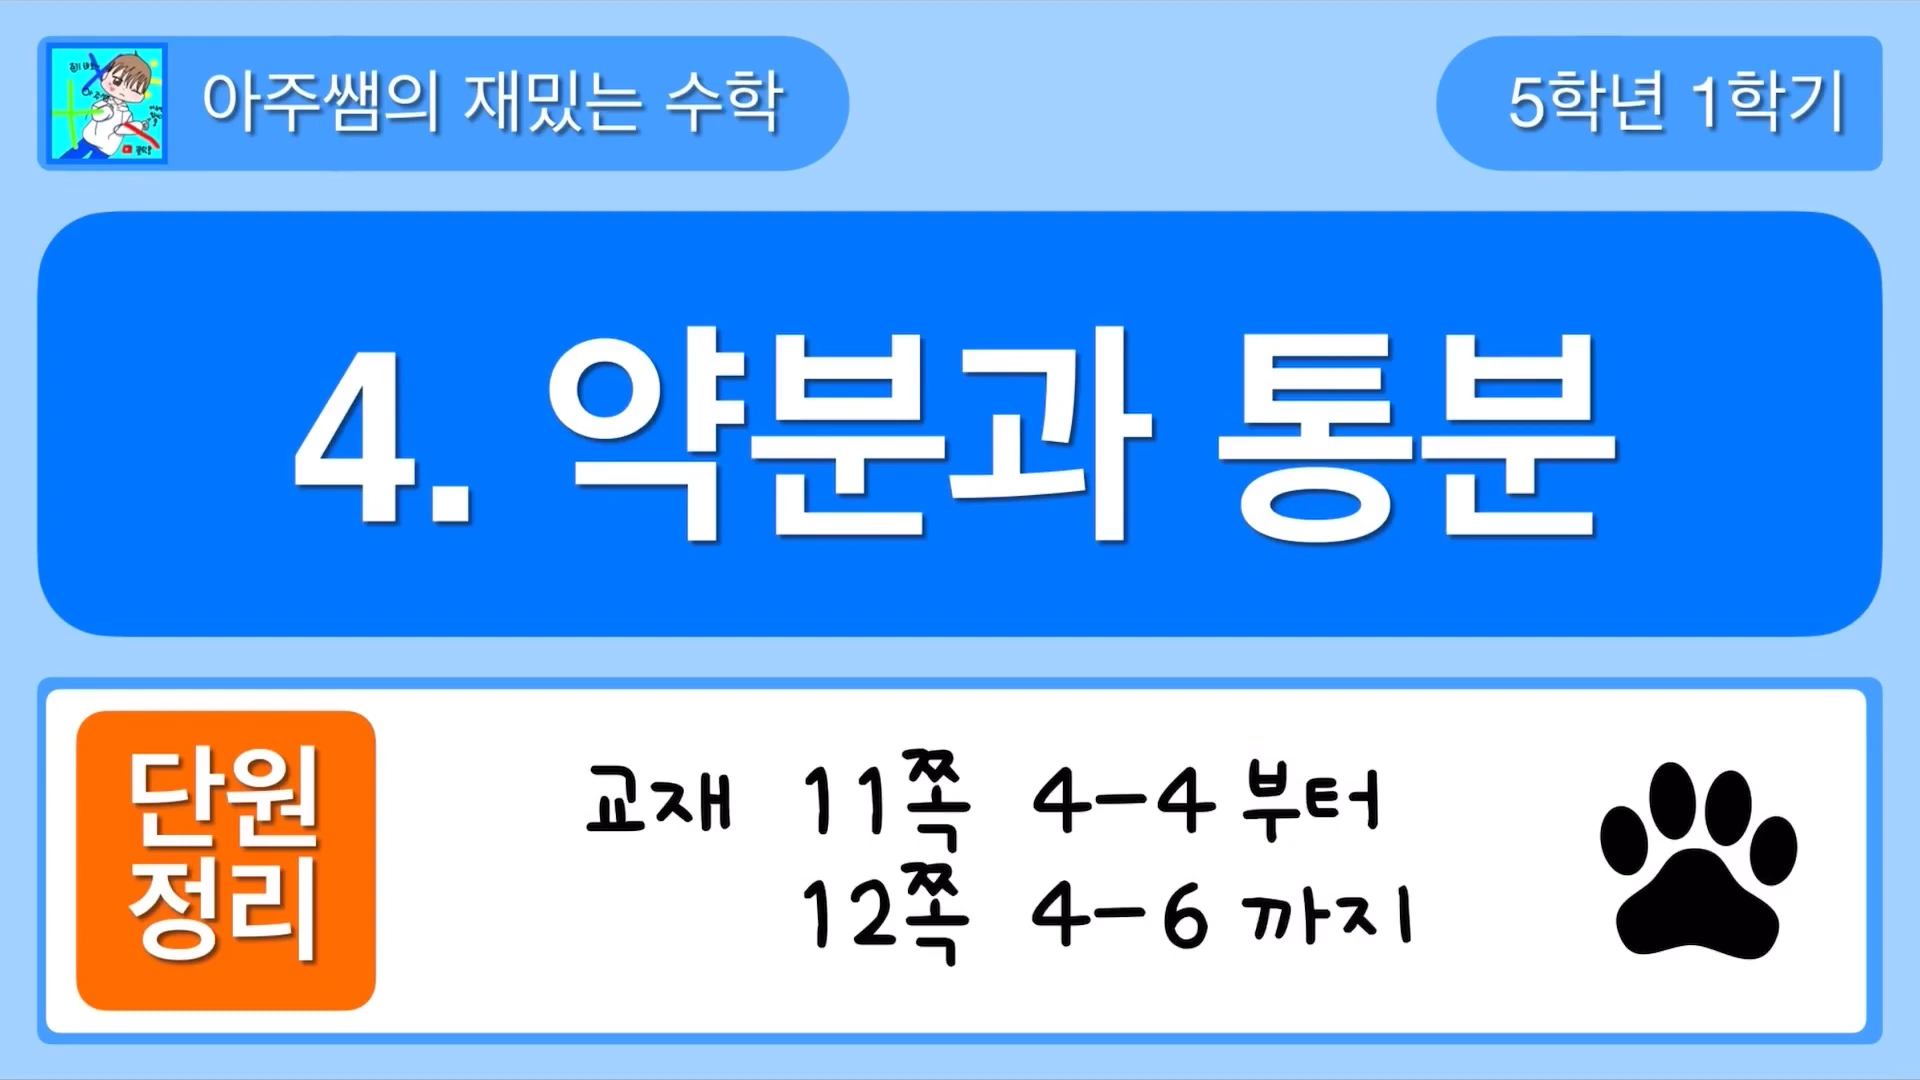 아주쌤의 재밌는 수학
5학년 1학기
4. 약분과 통분
단원
정리
교재 11쪽 4-4 부터
12쪽 4-6 까지